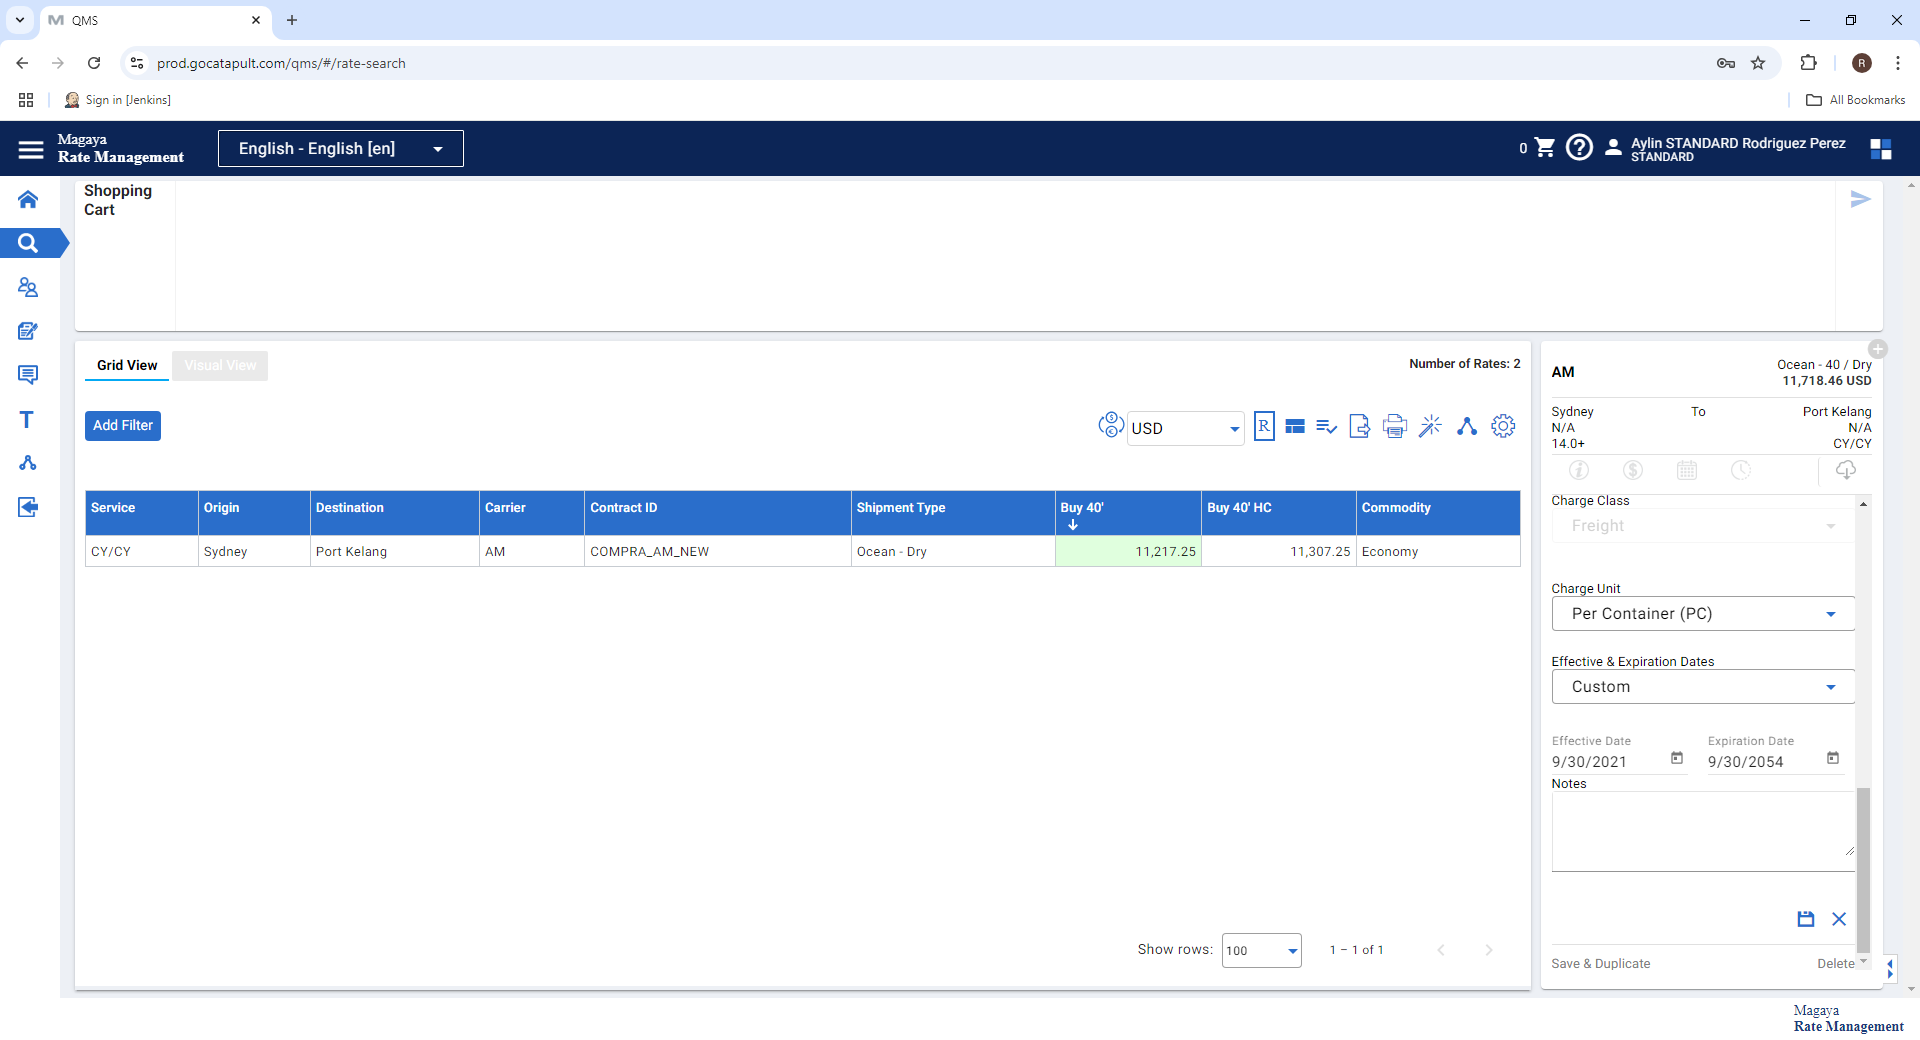 QMS
prod.gocatapult.com/qms/#/rate-search
R
Sign in [Jenkins]
All Bookmarks
Magaya
Rate Management
English - English [en]
0
Aylin STANDARD Rodriguez Perez
STANDARD
Shopping
Cart
Grid View
Visual View
Number of Rates: 2
Add Filter
USD
R
Service
Origin
Destination
Carrier
Contract ID
Shipment Type
Buy 40'
Buy 40' HC
Commodity
CY/CY
Sydney
Port Kelang
AM
COMPRA_AM_NEW
Ocean - Dry
11,217.25
11,307.25
Economy
Show rows:
100
1 – 1 of 1
AM
Ocean - 40 / Dry
11,718.46 USD
Sydney
To
Port Kelang
N/A
N/A
14.0+
CY/CY
Charge Class
Freight
Charge Unit
Per Container (PC)
Effective & Expiration Dates
Custom
Effective Date
Expiration Date
9/30/2021
9/30/2054
Notes
Save & Duplicate
Delete
Magaya
Rate Management